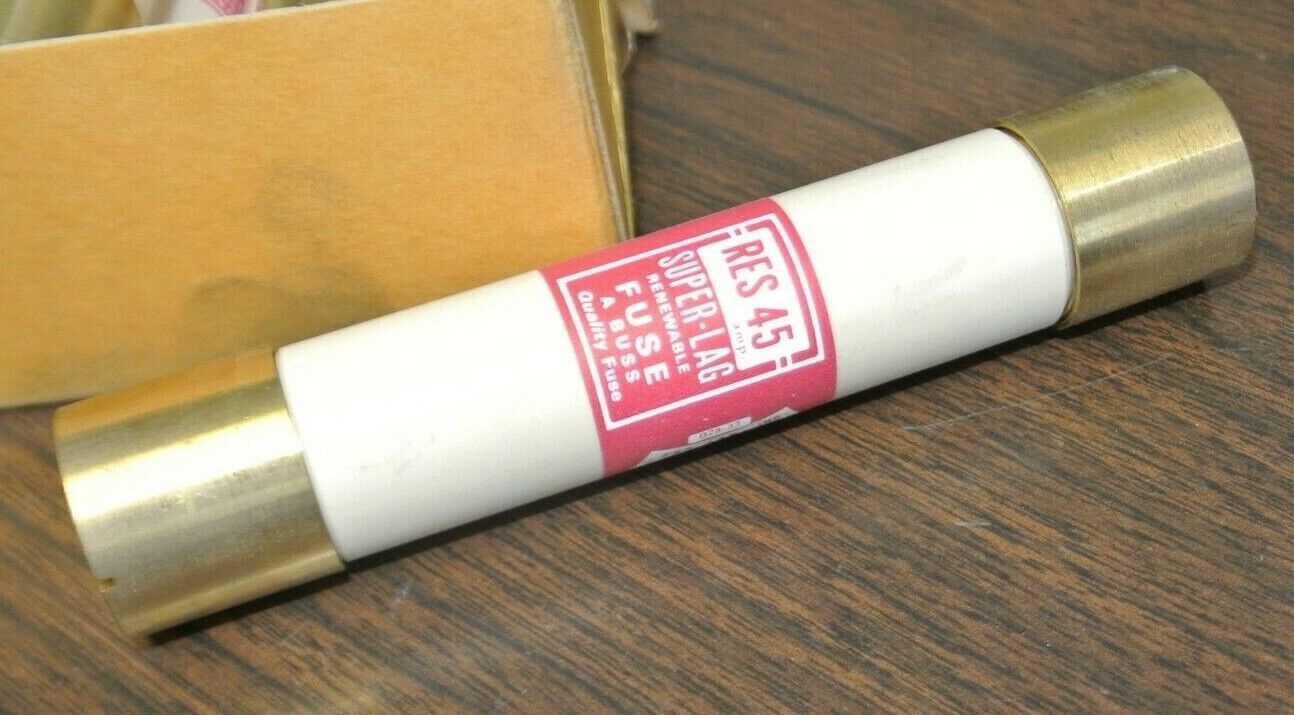 RES 45
amp.
SUPER-LAG
RENEWABLE
FUSE
A BUSS
Quality Fuse